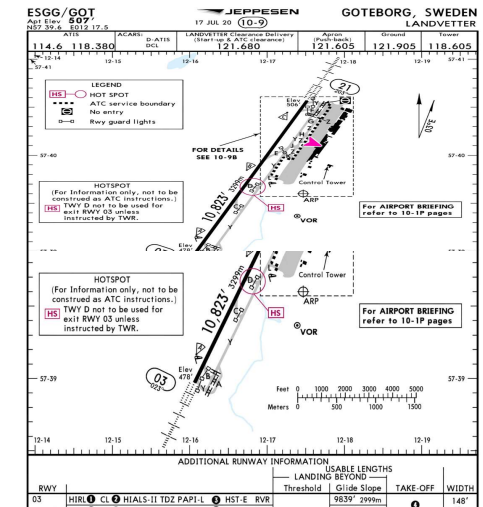 ESGG/GOT
Apt Elev 507'
N57 39.6 E012 17.5
JEPPESEN
17 JUL 20 10-9
GOTEBORG, SWEDEN
LANDVETTER
ATIS
114.6 118.380
ACARS:
D-ATIS
DCL
LANDVETTER Clearance Delivery
(Start-up & ATC clearance)
121.680
Apron
(Push-back)
121.605
Ground
121.905
Tower
118.605
12-14
12-15
12-16
12-17
12-18
12-19
57-41
57-41
LEGEND
HS HOT SPOT
ATC service boundary
No entry
Rwy guard lights
Elev
506'
21
203°
FOR DETAILS
SEE 10-9B
57-40
57-40
HOTSPOT
(For Information only, not to be
construed as ATC instructions.)
HS TWY D not to be used for
exit RWY 03 unless
instructed by TWR.
10,823' 3299m
D
C
Y
HS
Control Tower
ARP
VOR
For AIRPORT BRIEFING
refer to 10-1P pages
Elev
478'
HOTSPOT
(For Information only, not to be
construed as ATC instructions.)
HS TWY D not to be used for
exit RWY 03 unless
instructed by TWR.
10,823' 3299m
D
C
Y
HS
Control Tower
ARP
VOR
For AIRPORT BRIEFING
refer to 10-1P pages
57-39
57-39
Elev
478'
03
023°
B
A
Y
Feet 0 1000 2000 3000 4000 5000
Meters 0 500 1000 1500
12-14
12-15
12-16
12-17
12-18
12-19
ADDITIONAL RUNWAY INFORMATION
USABLE LENGTHS
LANDING BEYOND
RWY
Threshold
Glide Slope
TAKE-OFF
WIDTH
03
HIRL 1 CL 2 HIALS-II TDZ PAPI-L 3 HST-E RVR
9839' 2999m
4
148'